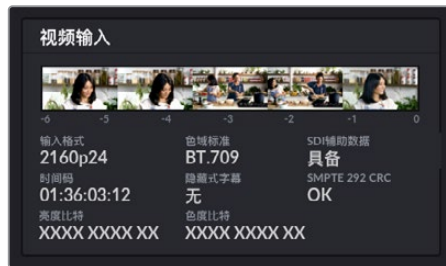 视频输入
-6 -5 -4 -3 -2 -1 0
输入格式 色域标准 SDI辅助数据
2160p24 BT.709 具备
时间码 隐藏式字幕 SMPTE 292 CRC
01:36:03:12 无 OK
亮度比特 色度比特
XXXX XXXX XX XXXX XXXX XX